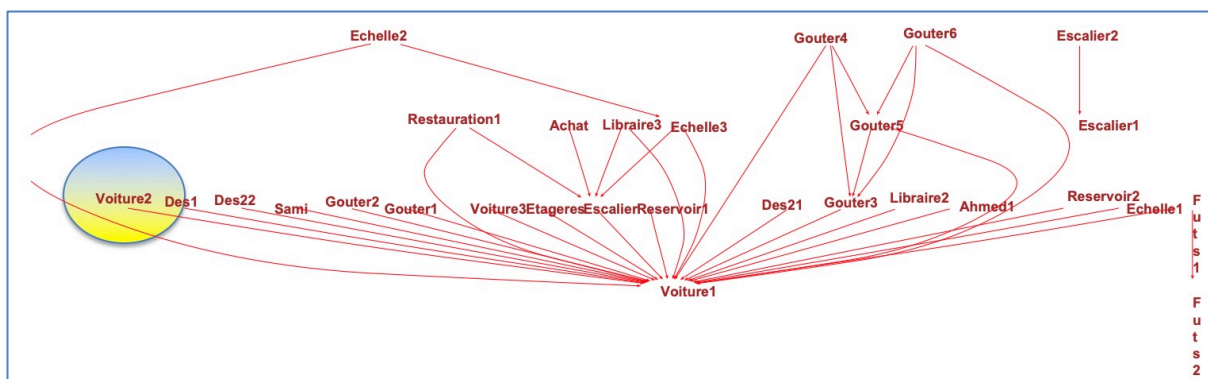 Echelle2
Gouter4
Gouter6
Escalier2
Restauration1
Achat
Libraire3
Echelle3
Gouter5
Escalier1
Voiture2
Des1
Des22
Sami
Gouter2
Gouter1
Voiture3
Etageres
Escalier
Reservoir1
Des21
Gouter3
Libraire2
Ahmed1
Reservoir2
Echelle1
Futs1
Voiture1
Futs2